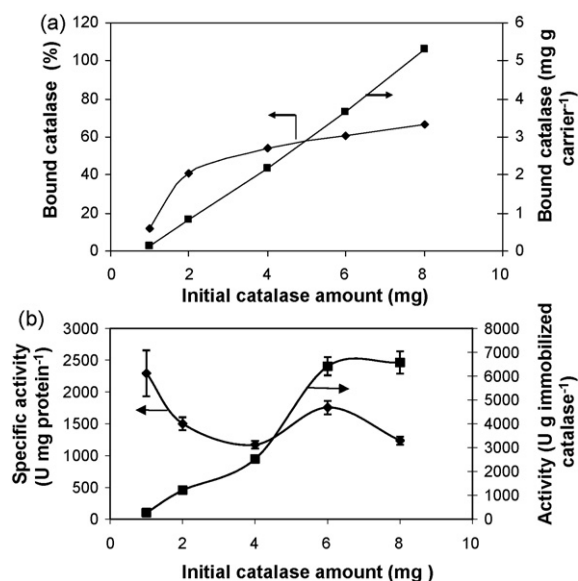 (a)
120
100
80
60
40
20
0
Bound catalase (%)
6
5
4
3
2
1
0
Bound catalase (mg g
carrier-1)
0 2 4 6 8 10
Initial catalase amount (mg)
(b)
3000
2500
2000
1500
1000
500
0
Specific activity
(U mg protein-1)
8000
7000
6000
5000
4000
3000
2000
1000
0
Activity (U g immobilized
catalase-1)
0 2 4 6 8 10
Initial catalase amount (mg )